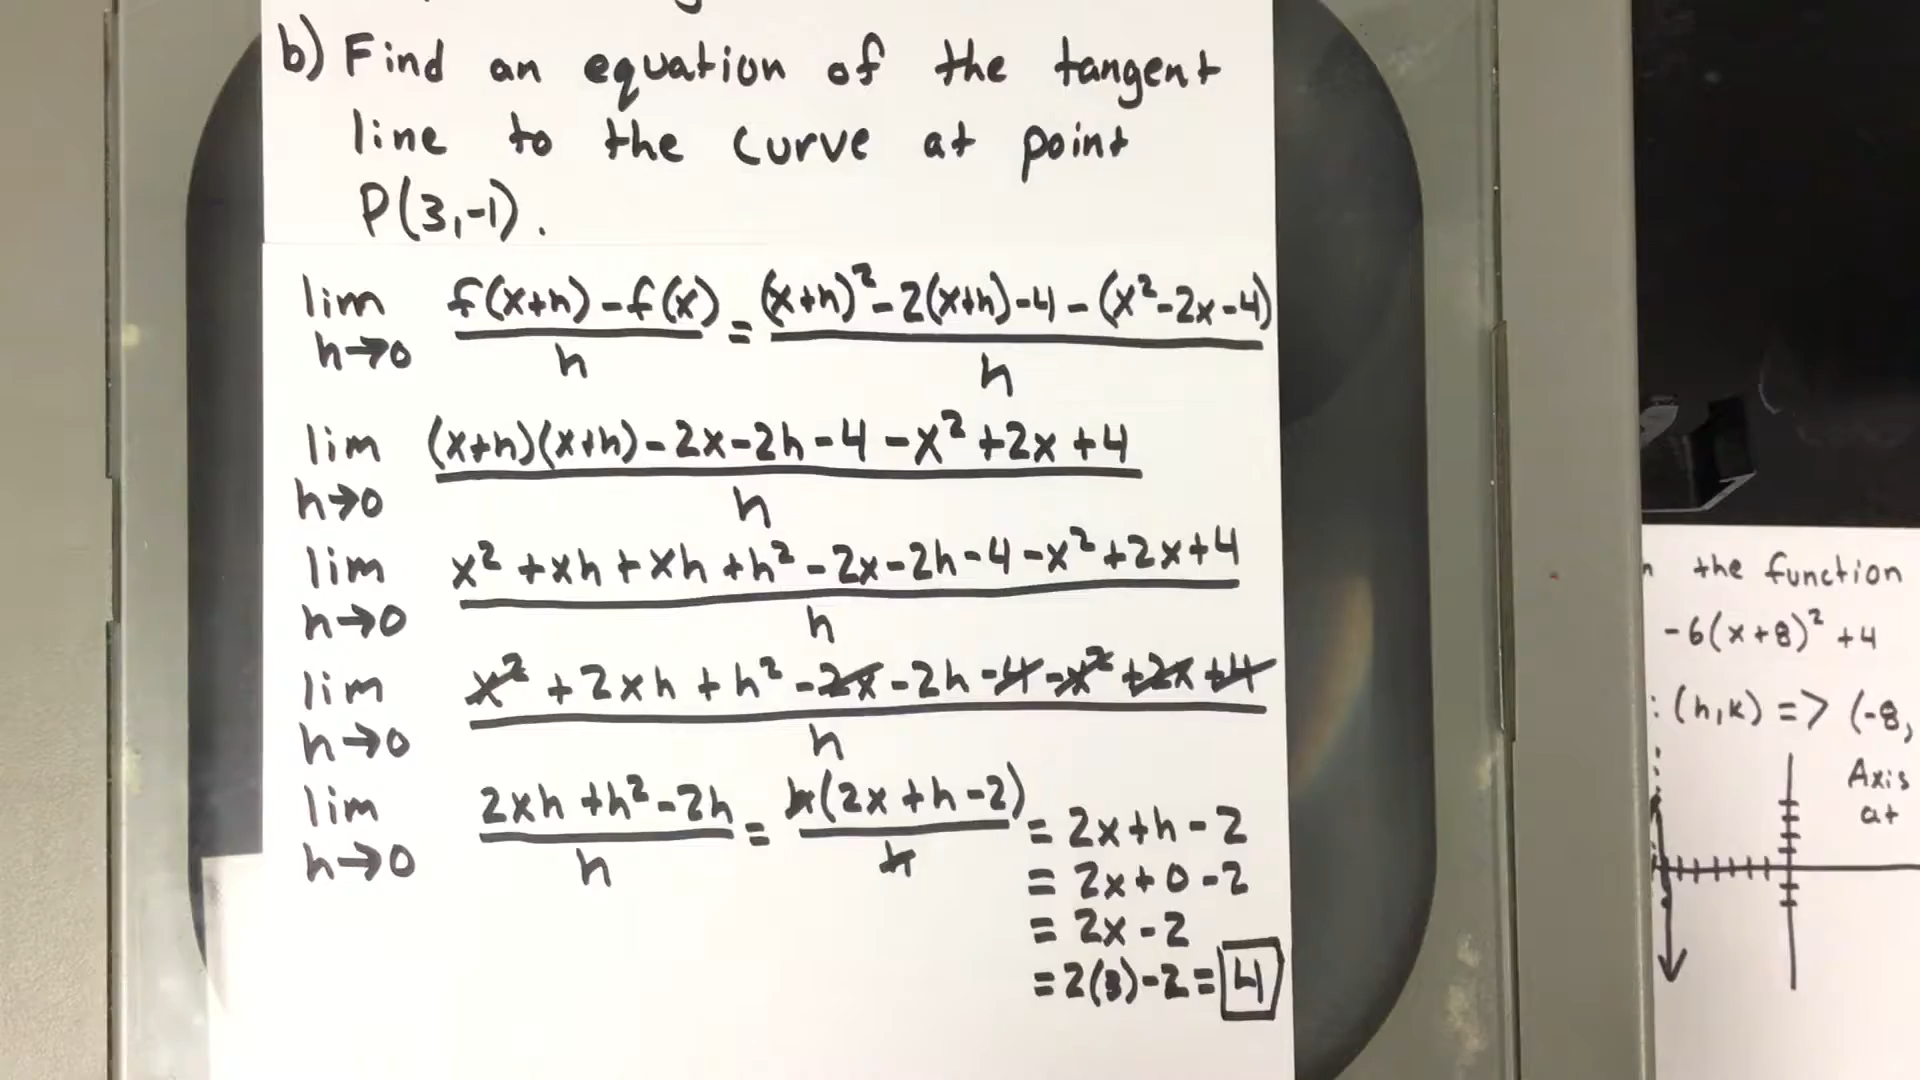 b) Find an equation of the tangent
line to the curve at point
P(3,-1).
lim h→0 f(x+h)-f(x)/h = (x+h)²-2(x+h)-4-(x²-2x-4)/h
lim h→0 (x+h)(x+h)-2x-2h-4-x²+2x+4/h
lim h→0 x²+xh+xh+h²-2x-2h-4-x²+2x+4/h
lim h→0 x²+2xh+h²-2x-2h-4-x²+2x+4/h
lim h→0 2xh+h²-2h/h = h(2x+h-2)/h = 2x+h-2
= 2x+0-2
= 2x-2
= 2(3)-2 = 4
the function
-6(x+8)²+4
: (h,k) => (-8,
Axis
at